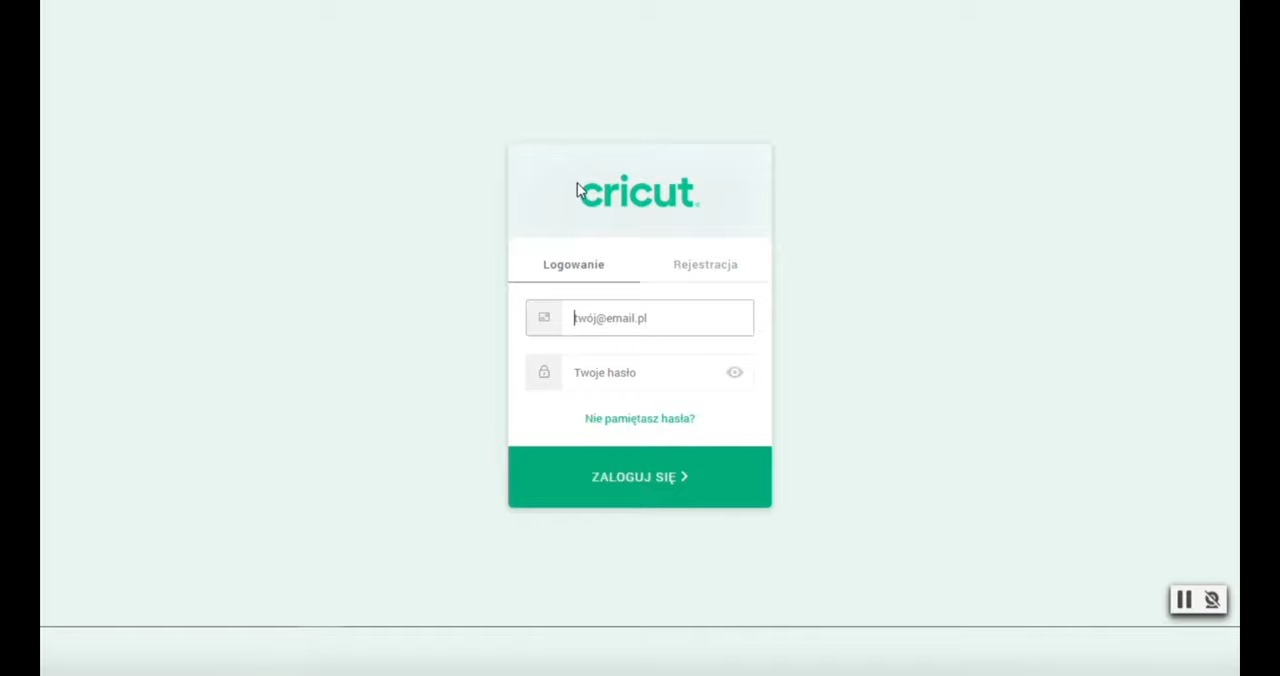 cricut
Logowanie Rejestracja
twój@email.pl
Twoje hasło
Nie pamiętasz hasła?
ZALOGUJ SIĘ